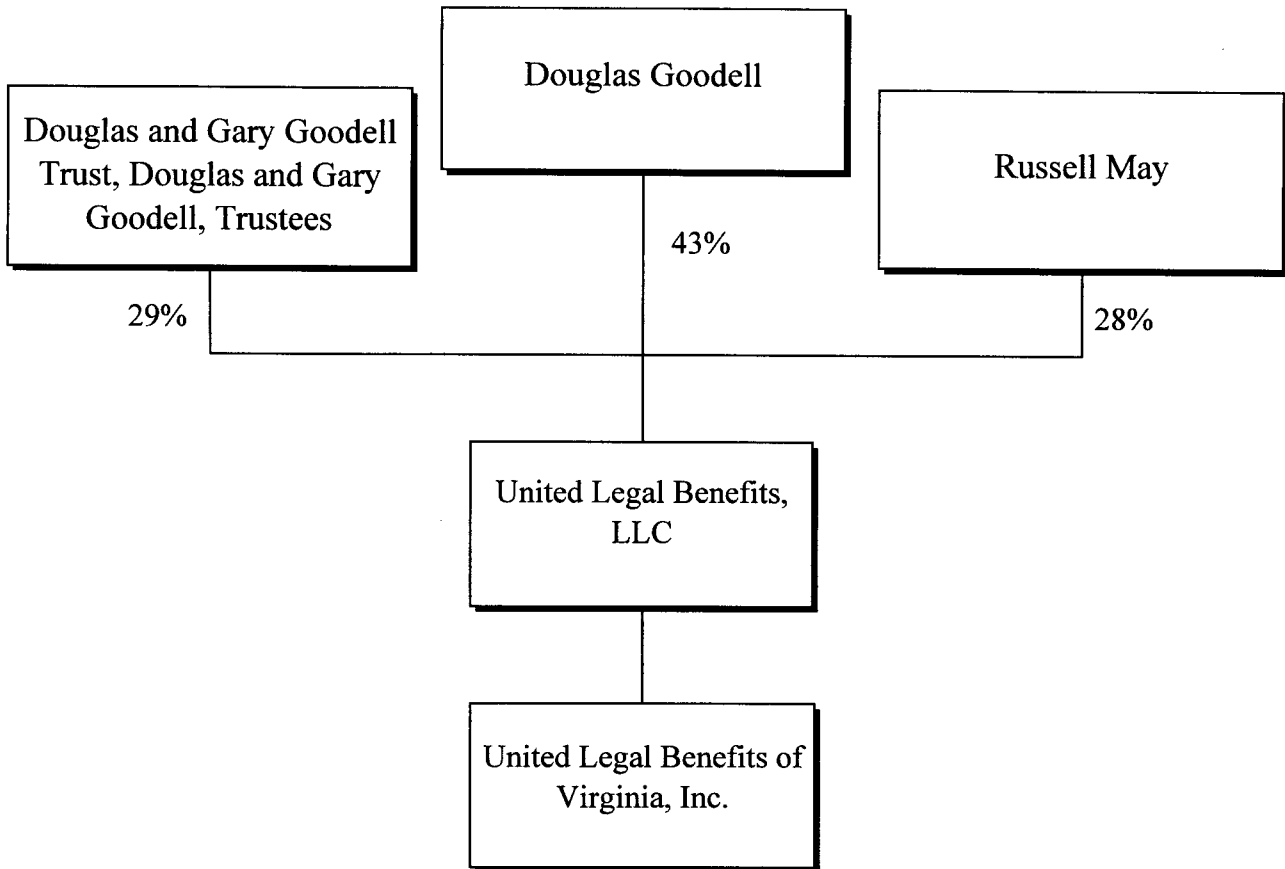 Douglas Goodell
Douglas and Gary Goodell
Trust, Douglas and Gary
Goodell, Trustees
Russell May
43%
29%
28%
United Legal Benefits,
LLC
United Legal Benefits of
Virginia, Inc.